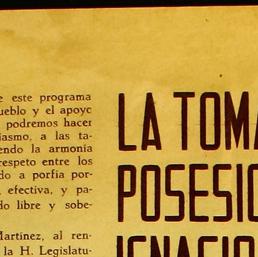 e este programa
ueblo y el apoyo
podremos hacer
iasmo, a las ta-
endo la armonía
respeto entre los
do a porfía por-
efectiva, y pa-
do libre y sobe-
Martínez, al ren-
la H. Legislatu-
LA TOMA
POSESIO
IGNACIO